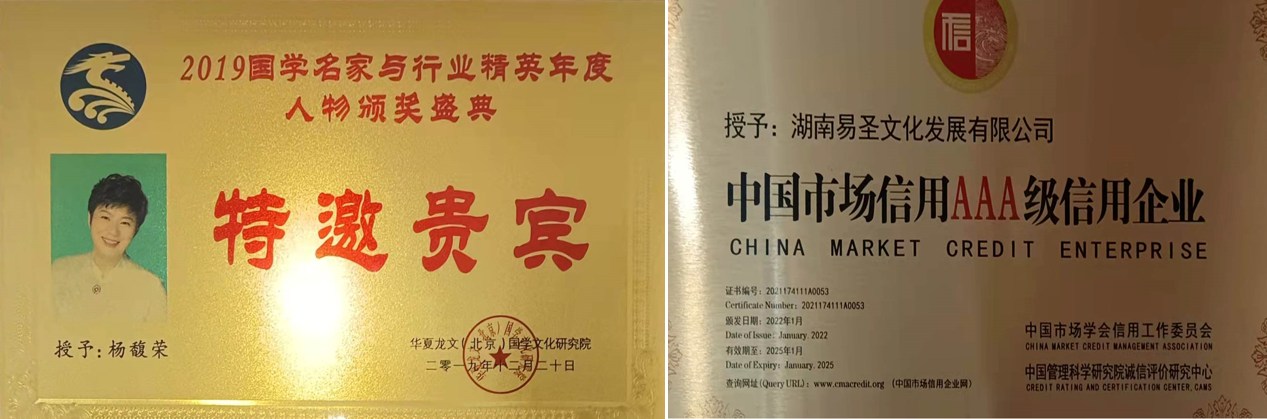 2019国学名家与行业精英年度
人物颁奖盛典
特邀贵宾
授予:杨馥荣
华夏龙文(北京)国学文化研究院
二零一九年十二月二十日
信
授予：湖南易圣文化发展有限公司
中国市场信用AAA级信用企业
CHINA MARKET CREDIT ENTERPRISE
证书编号：2021174111A0053
Certificate Number：2021174111A0053
颁发日期：2022年1月
Date of Issue：January. 2022
有效期至：2025年1月
Date of Expiry：January. 2025
查询网址(Query URL)：www.cmacredit.org （中国市场信用企业网）
中国市场学会信用工作委员会
CHINA MARKET CREDIT MANAGEMENT ASSOCIATION
中国管理科学研究院诚信评价研究中心
CREDIT RATING AND CERTIFICATION CENTER, CAMS